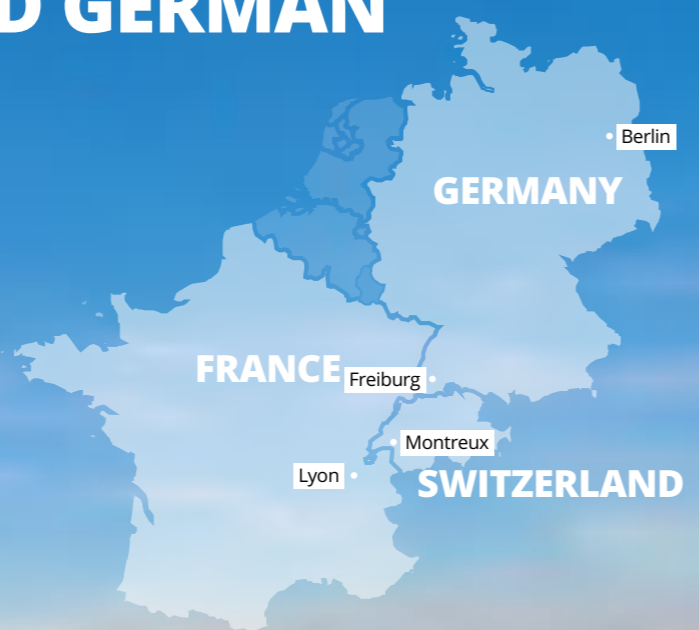 D GERMAN
Berlin
GERMANY
FRANCE
Freiburg
Montreux
Lyon
SWITZERLAND